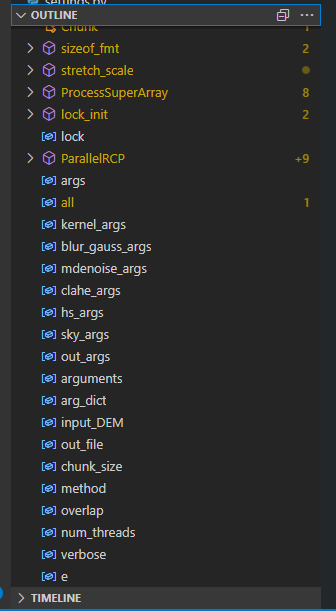 settings.py
OUTLINE
Chunk 1
sizeof_fmt 2
stretch_scale
ProcessSuperArray 8
lock_init 2
lock
ParallelRCP +9
args
all 1
kernel_args
blur_gauss_args
mdenoise_args
clahe_args
hs_args
sky_args
out_args
arguments
arg_dict
input_DEM
out_file
chunk_size
method
overlap
num_threads
verbose
e
TIMELINE